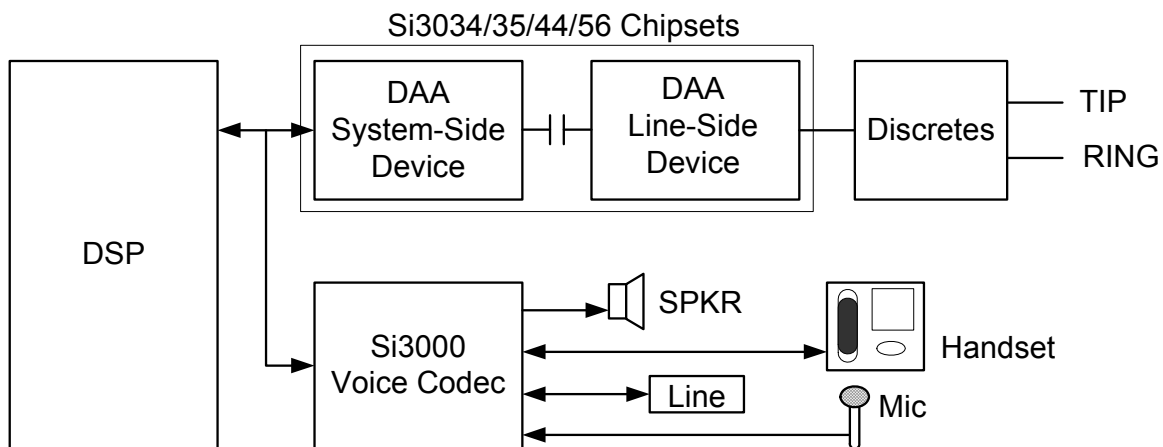 Si3034/35/44/56 Chipsets
DSP
DAA
System-Side
Device
DAA
Line-Side
Device
Discretes
TIP
RING
Si3000
Voice Codec
SPKR
Handset
Line
Mic